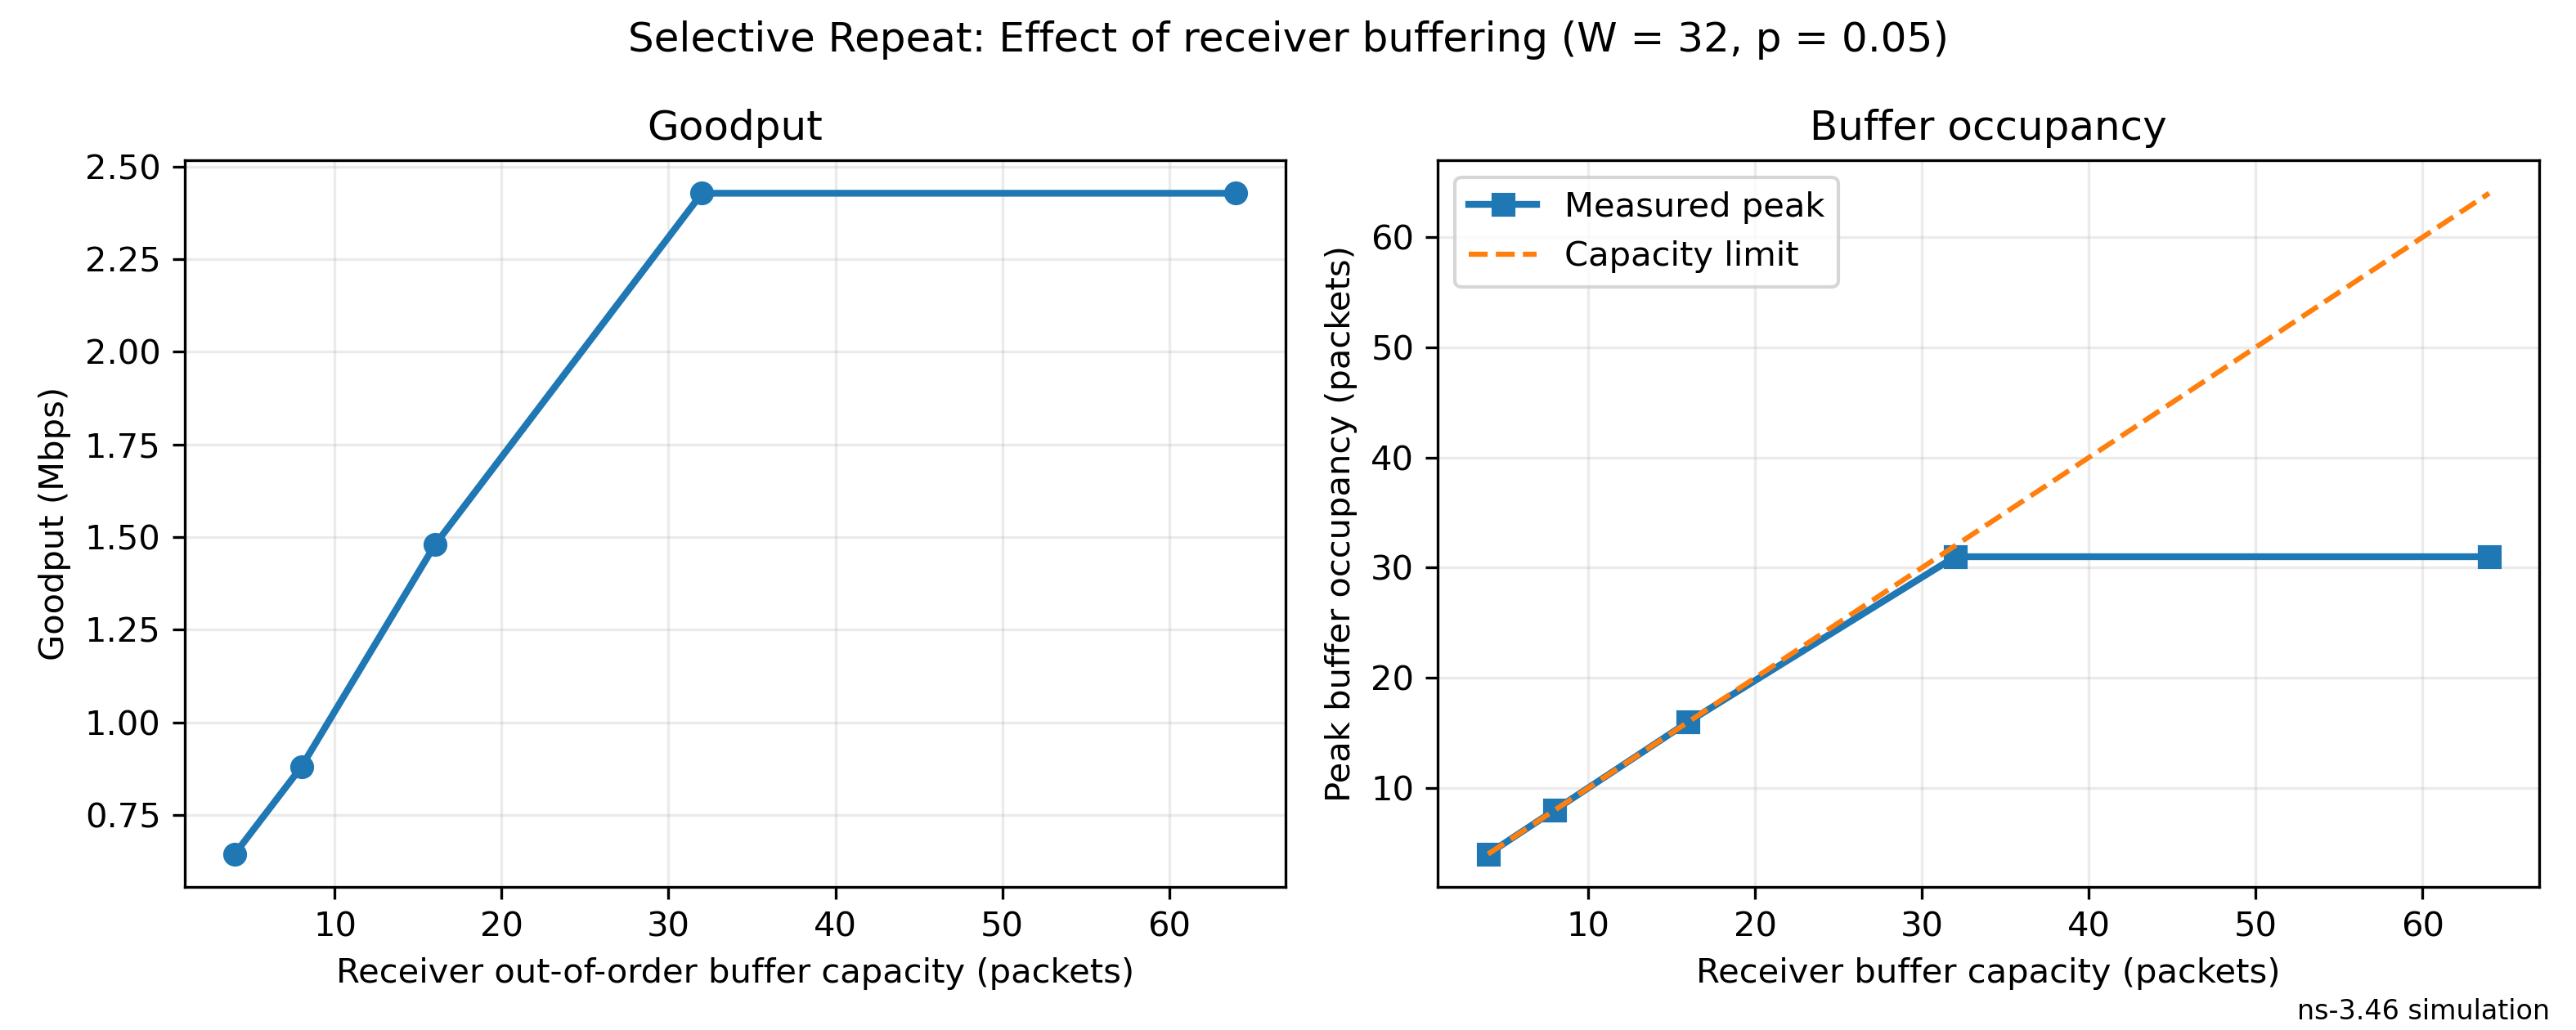 Selective Repeat: Effect of receiver buffering (W = 32, p = 0.05)
Goodput
2.50
2.25
2.00
1.75
1.50
1.25
1.00
0.75
Goodput (Mbps)
10 20 30 40 50 60
Receiver out-of-order buffer capacity (packets)
Buffer occupancy
Measured peak
Capacity limit
60
50
40
30
20
10
Peak buffer occupancy (packets)
10 20 30 40 50 60
Receiver buffer capacity (packets)
ns-3.46 simulation